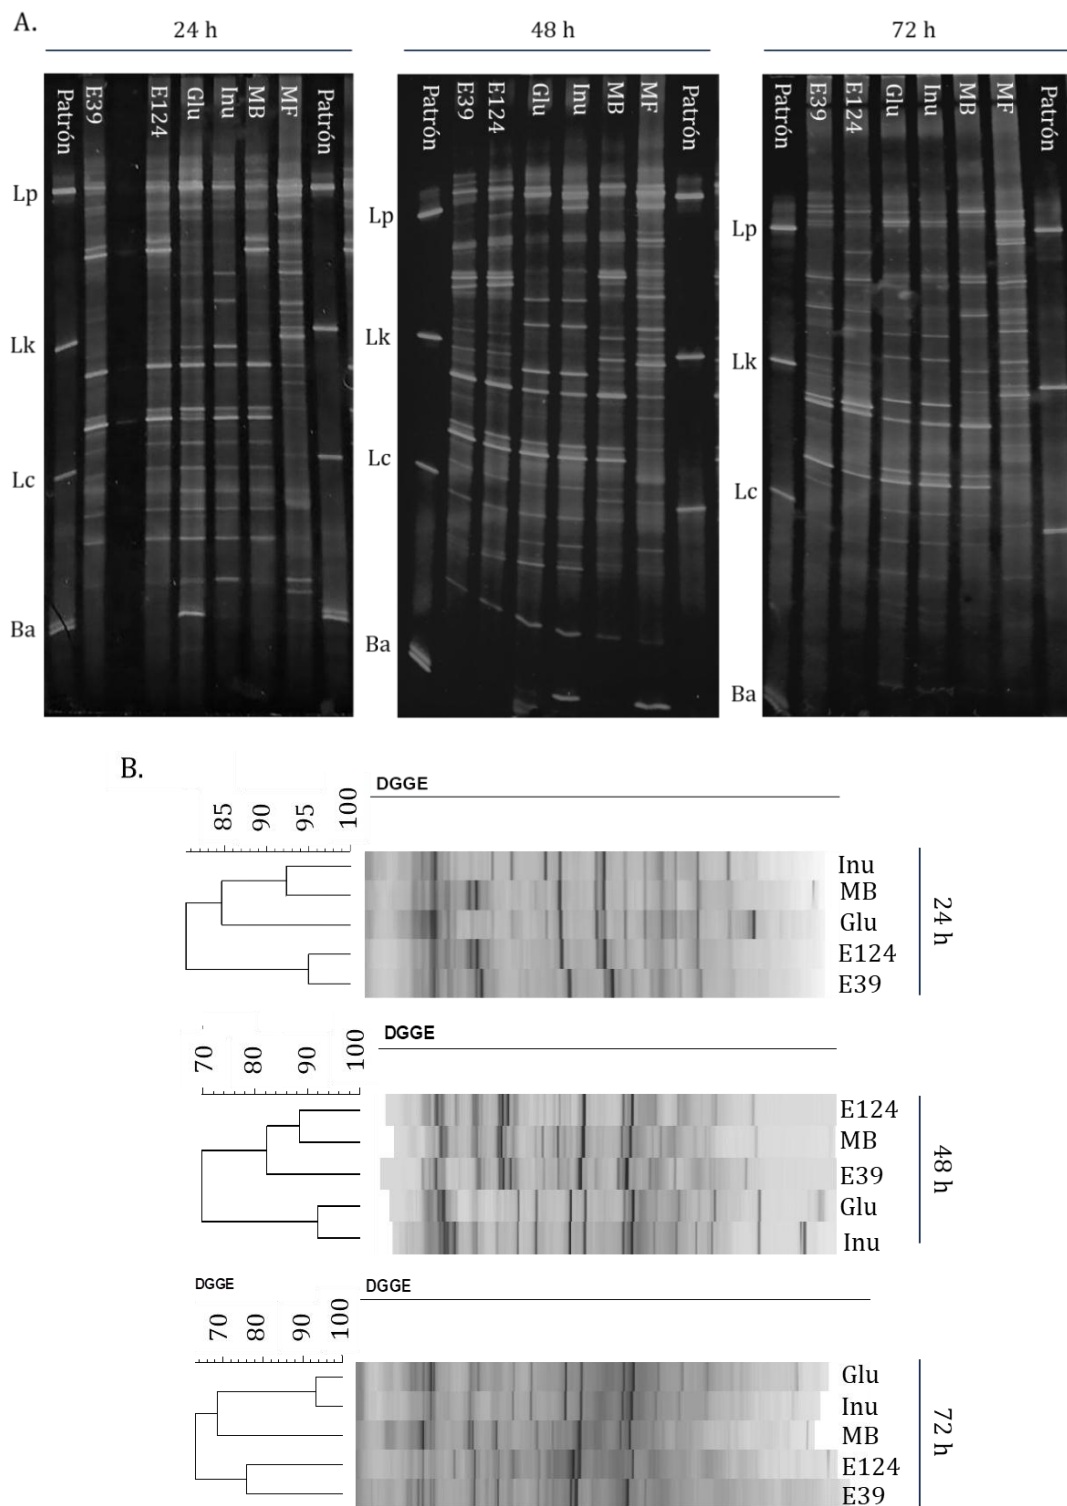 A.
24 h
48 h
72 h
Patrón E39 E124 Glu Inu MB MF Patrón
Patrón E39 E124 Glu Inu MB MF Patrón
Patrón E39 E124 Glu Inu MB MF Patrón
Lp
Lk
Lc
Ba
Lp
Lk
Lc
Ba
Lp
Lk
Lc
Ba
B.
DGGE
85 90 95 100
Inu
MB
Glu
E124
E39
24 h
DGGE
70 80 90 100
E124
MB
E39
Glu
Inu
48 h
DGGE
DGGE
70 80 90 100
Glu
Inu
MB
E124
E39
72 h